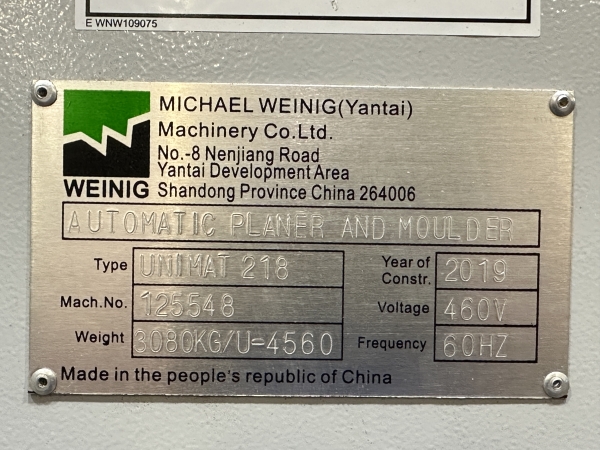 E WNW109075
MICHAEL WEINIG(Yantai)
Machinery Co.Ltd.
No.-8 Nenjiang Road
Yantai Development Area
WEINIG Shandong Province China 264006
AUTOMATIC PLANER AND MOULDER
Type UNIMAT 218 Year of Constr. 2019
Mach.No. 125548 Voltage 460V
Weight 3080KG/U=4560 Frequency 60HZ
Made in the people's republic of China